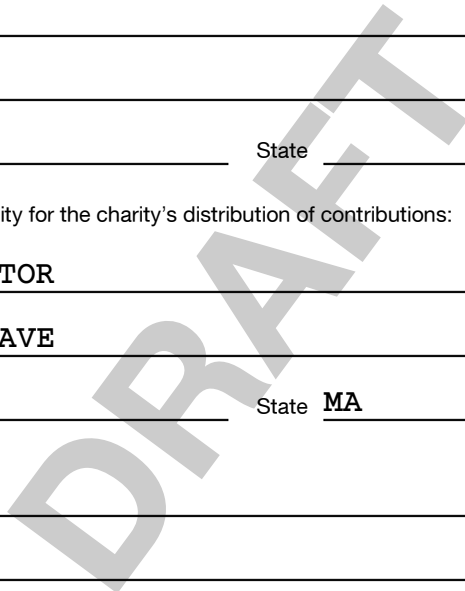 State
ity for the charity’s distribution of contributions:
TOR
AVE
State MA
DRAFT